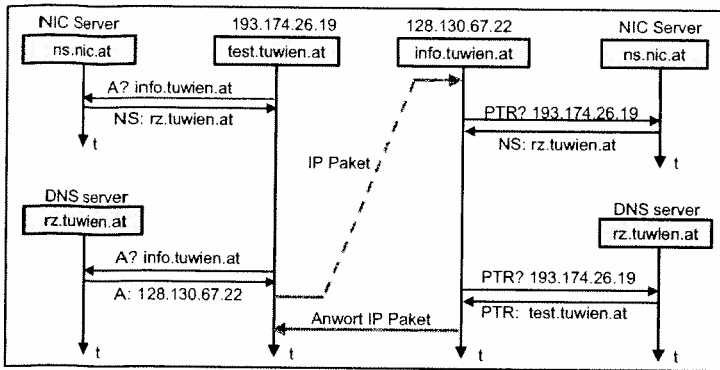 NIC Server
193.174.26.19
128.130.67.22
NIC Server
ns.nic.at
test.tuwien.at
info.tuwien.at
ns.nic.at
A? info.tuwien.at
NS: rz.tuwien.at
PTR? 193.174.26.19
NS: rz.tuwien.at
t
t
IP Paket
DNS server
rz.tuwien.at
DNS server
rz.tuwien.at
A? info.tuwien.at
A: 128.130.67.22
PTR? 193.174.26.19
PTR: test.tuwien.at
Anwort IP Paket
t
t
t
t